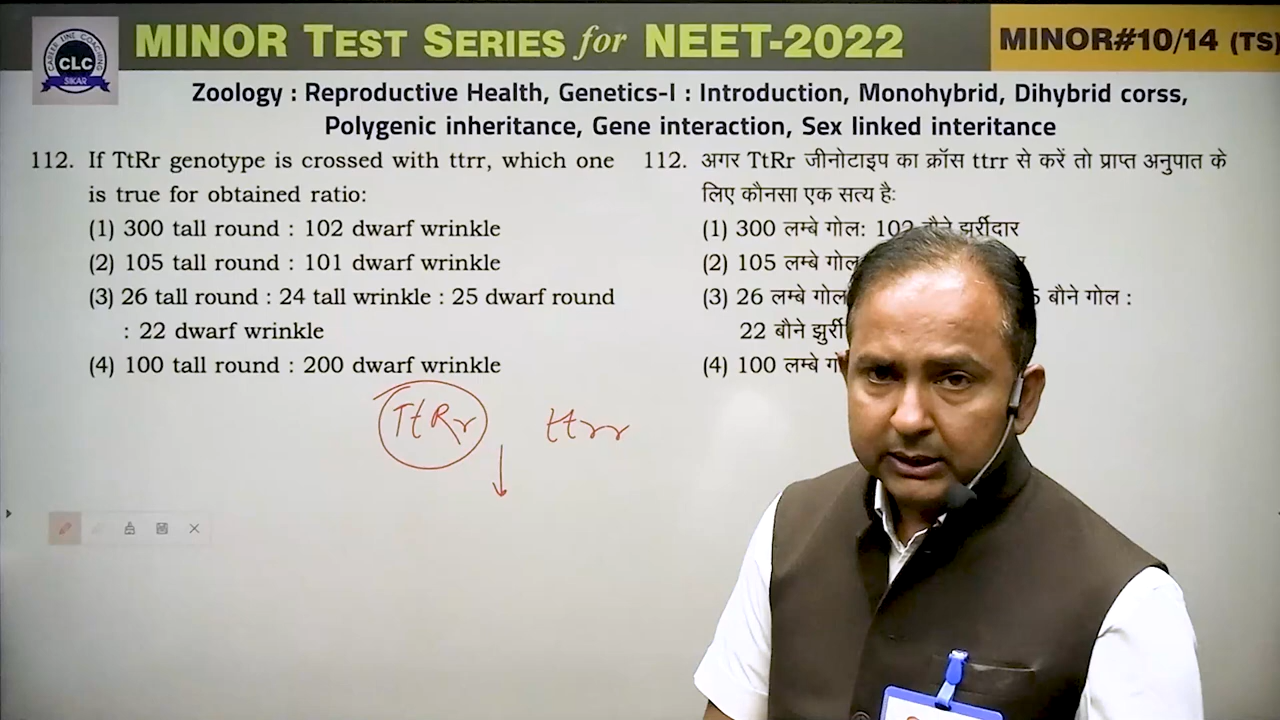 CAREER LINE COACHING
CLC
SIKAR
MINOR TEST SERIES for NEET-2022
MINOR#10/14 (TS)
Zoology : Reproductive Health, Genetics-I : Introduction, Monohybrid, Dihybrid corss,
Polygenic inheritance, Gene interaction, Sex linked interitance
112. If TtRr genotype is crossed with ttrr, which one
is true for obtained ratio:
(1) 300 tall round : 102 dwarf wrinkle
(2) 105 tall round : 101 dwarf wrinkle
(3) 26 tall round : 24 tall wrinkle : 25 dwarf round
: 22 dwarf wrinkle
(4) 100 tall round : 200 dwarf wrinkle
112. अगर TtRr जीनोटाइप का क्रॉस ttrr से करें तो प्राप्त अनुपात के
लिए कौनसा एक सत्य है:
(1) 300 लम्बे गोल: 102 बौने झुर्रीदार
(2) 105 लम्बे गोल
(3) 26 लम्बे गोल बौने गोल :
22 बौने
(4) 100 लम्बे
TtRr ttrr